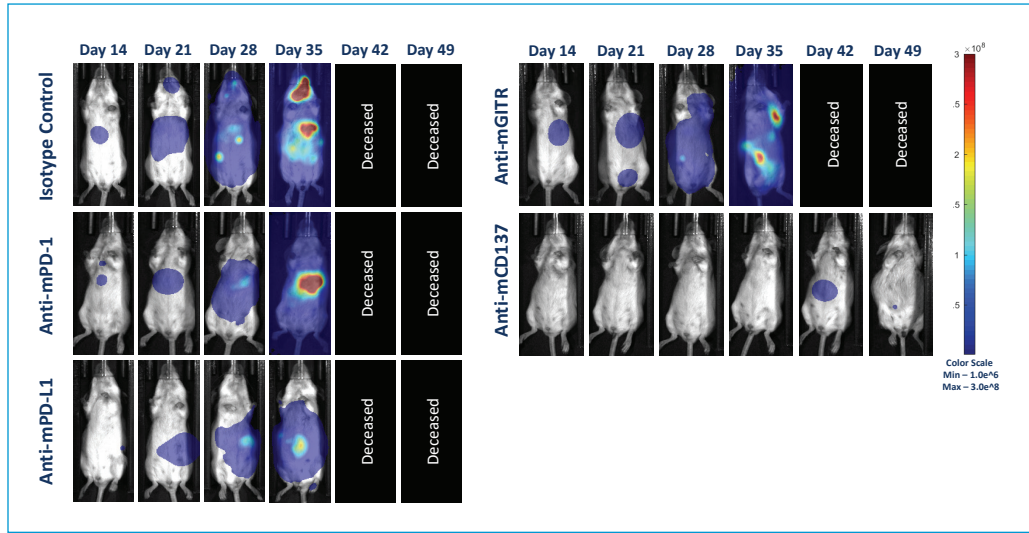 Day 14 Day 21 Day 28 Day 35 Day 42 Day 49
Isotype Control
Deceased
Deceased
Anti-mPD-1
Deceased
Deceased
Anti-mPD-L1
Deceased
Deceased
Day 14 Day 21 Day 28 Day 35 Day 42 Day 49
Anti-mGITR
Deceased
Deceased
Anti-mCD137
3 ×10⁸
.5
2
.5
1
.5
Color Scale
Min – 1.0e^6
Max – 3.0e^8